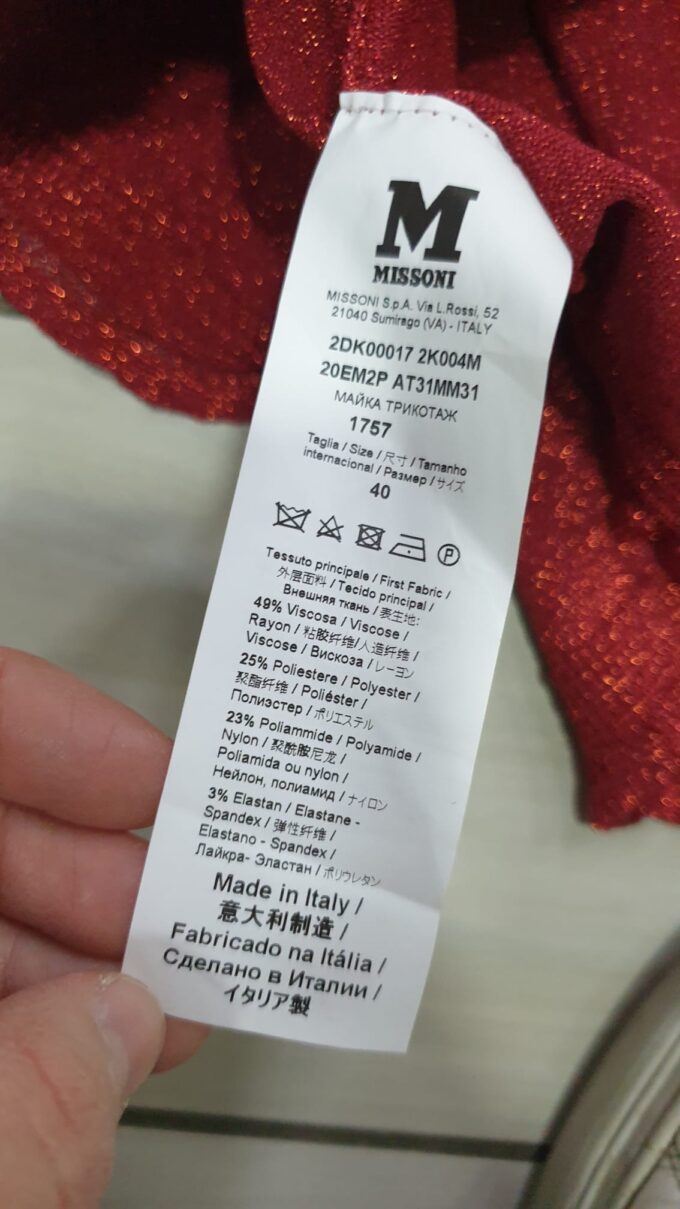 M
MISSONI
MISSONI S.p.A. Via L.Rossi, 52
21040 Sumirago (VA) - ITALY
2DK00017 2K004M
20EM2P AT31MM31
МАЙКА ТРИКОТАЖ
1757
Taglia / Size / 尺寸 / Tamanho
internacional / Размер / サイズ
40
P
Tessuto principale / First Fabric /
外层面料 / Tecido principal /
Внешняя ткань / 表生地:
49% Viscosa / Viscose /
Rayon / 粘胶纤维/人造纤维 /
Viscose / Вискоза / レーヨン
25% Poliestere / Polyester /
聚酯纤维 / Poliéster /
Полиэстер / ポリエステル
23% Poliammide / Polyamide /
Nylon / 聚酰胺尼龙 /
Poliamida ou nylon /
Нейлон, полиамид / ナイロン
3% Elastan / Elastane -
Spandex / 弹性纤维 /
Elastano - Spandex /
Лайкра- Эластан / ポリウレタン
Made in Italy /
意大利制造 /
Fabricado na Itália /
Сделано в Италии /
イタリア製